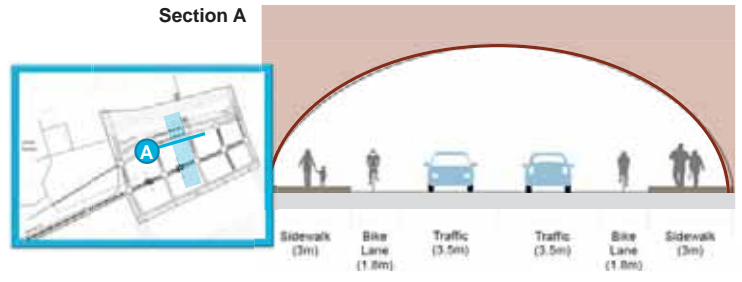 Section A
A
Sidewalk
(3m)
Bike
Lane
(1.8m)
Traffic
(3.5m)
Traffic
(3.5m)
Bike
Lane
(1.8m)
Sidewalk
(3m)